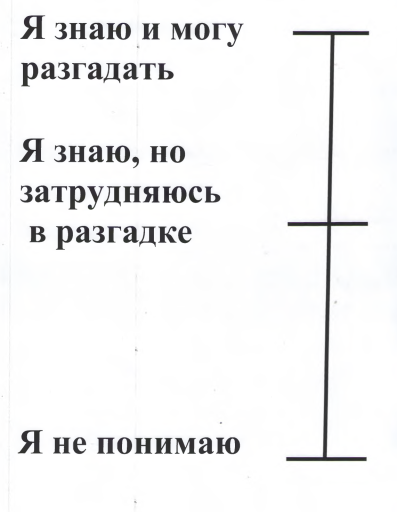 Я знаю и могу
разгадать
Я знаю, но
затрудняюсь
в разгадке
Я не понимаю